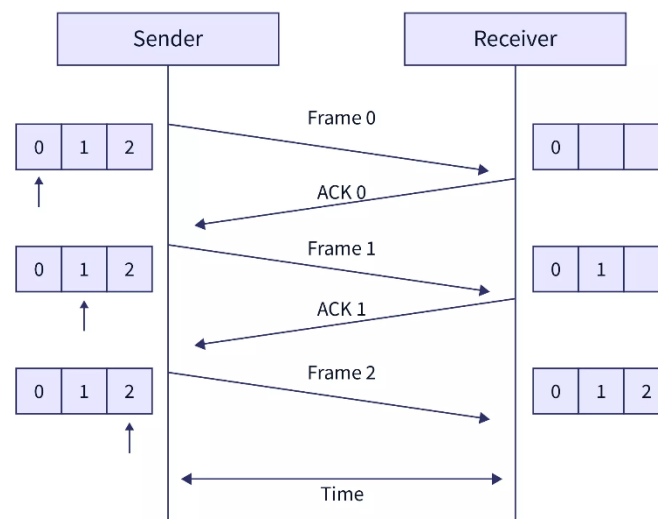 Sender
Receiver
Frame 0
0 1 2
0
ACK 0
Frame 1
0 1 2
0 1
ACK 1
Frame 2
0 1 2
0 1 2
Time